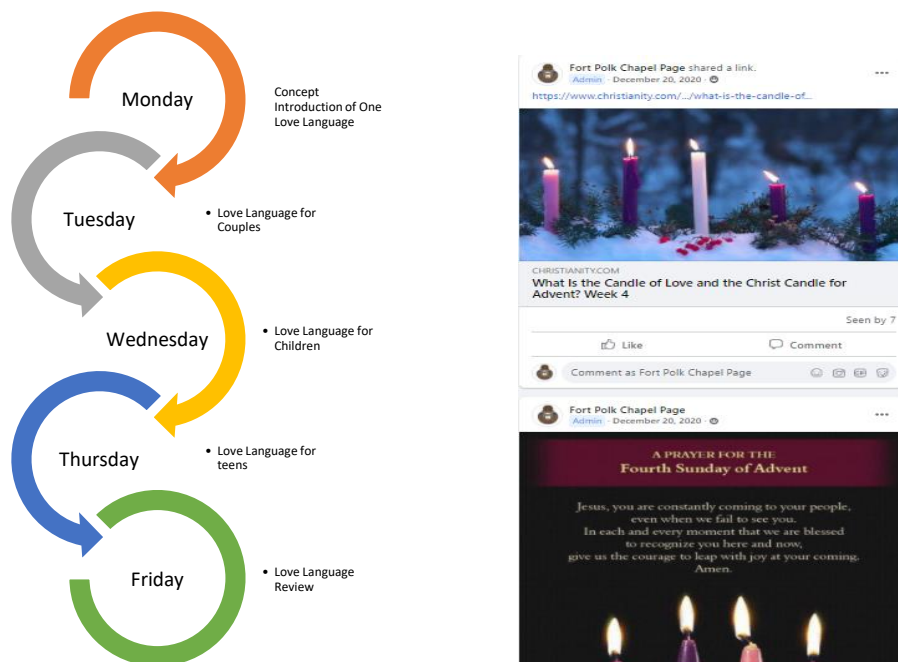 Monday
Concept
Introduction of One
Love Language
Tuesday
• Love Language for
Couples
Wednesday
• Love Language for
Children
Thursday
• Love Language for
teens
Friday
• Love Language
Review
Fort Polk Chapel Page shared a link.
Admin · December 20, 2020 ·
https://www.christianity.com/.../what-is-the-candle-of...
CHRISTIANITY.COM
What Is the Candle of Love and the Christ Candle for
Advent? Week 4
Seen by 7
Like
Comment
Comment as Fort Polk Chapel Page
GIF
Fort Polk Chapel Page
Admin · December 20, 2020 ·
A PRAYER FOR THE
Fourth Sunday of Advent
Jesus, you are constantly coming to your people,
even when we fail to see you.
In each and every moment that we are blessed
to recognize you here and now,
give us the courage to leap with joy at your coming.
Amen.